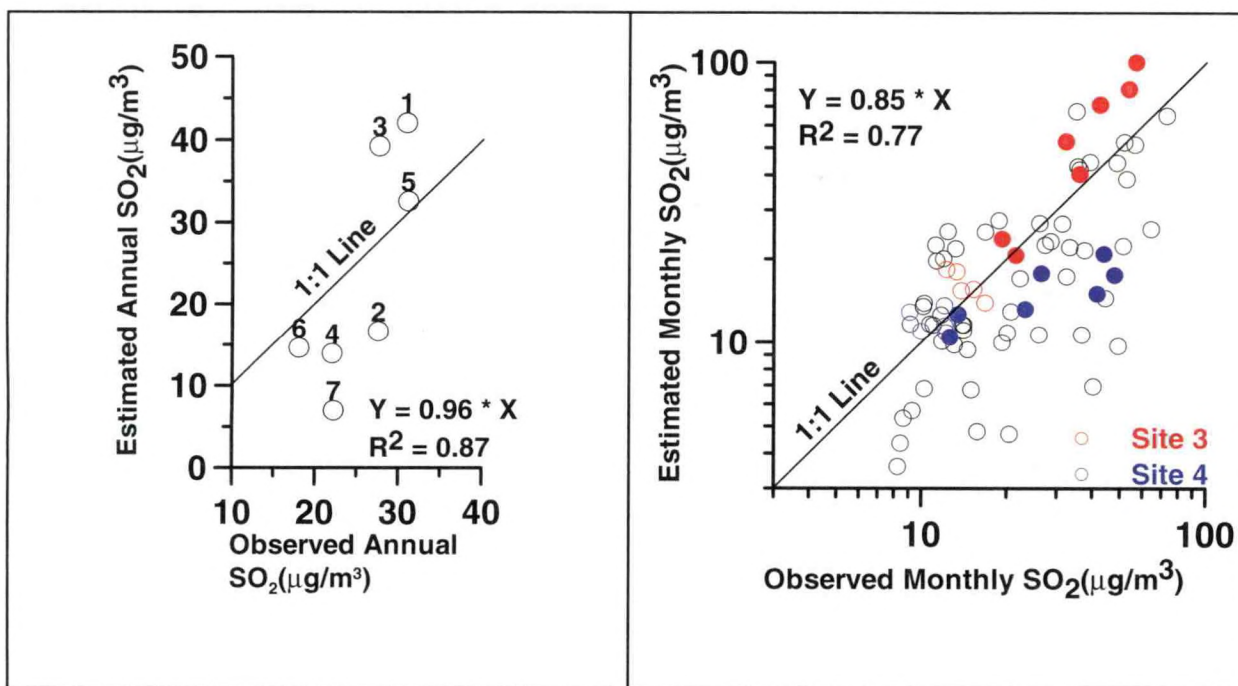 Estimated Annual SO2(µg/m3)
50
40
30
20
10
0
1
3
5
1:1 Line
6
4
2
7
Y = 0.96 * X
R2 = 0.87
10 20 30 40
Observed Annual
SO2(µg/m3)
Estimated Monthly SO2(µg/m3)
100
10
Y = 0.85 * X
R2 = 0.77
1:1 Line
Site 3
Site 4
10 100
Observed Monthly SO2(µg/m3)